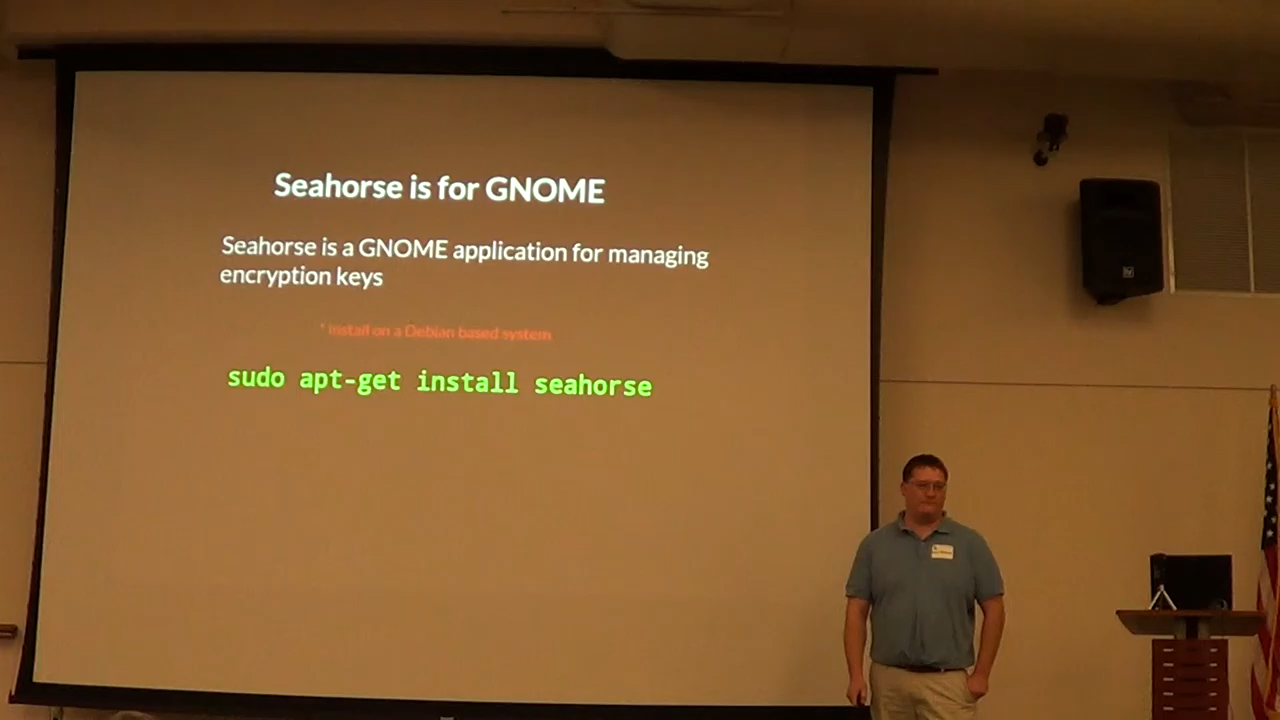 Seahorse is for GNOME
Seahorse is a GNOME application for managing
encryption keys
* Install on a Debian based system
sudo apt-get install seahorse